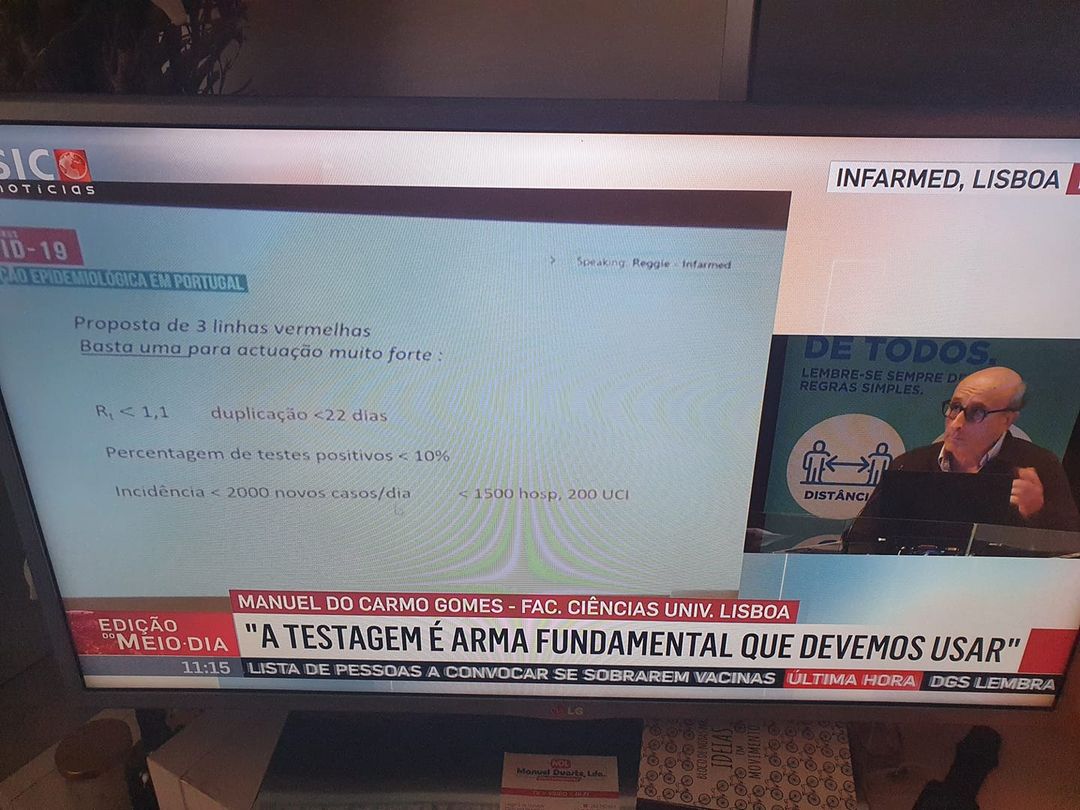 SIC
notícias
INFARMED, LISBOA
ID-19
ÇÃO EPIDEMIOLÓGICA EM PORTUGAL
Speaking: Reggie - Infarmed
Proposta de 3 linhas vermelhas
Basta uma para actuação muito forte :
Rt < 1,1 duplicação <22 dias
Percentagem de testes positivos < 10%
Incidência < 2000 novos casos/dia < 1500 hosp, 200 UCI
DE TODOS.
LEMBRE-SE SEMPRE DE
REGRAS SIMPLES.
DISTÂNC
MANUEL DO CARMO GOMES - FAC. CIÊNCIAS UNIV. LISBOA
EDIÇÃO
DO MEIO-DIA
"A TESTAGEM É ARMA FUNDAMENTAL QUE DEVEMOS USAR"
11:15 LISTA DE PESSOAS A CONVOCAR SE SOBRAREM VACINAS ÚLTIMA HORA DGS LEMBRA
LG
Manuel Duarte, Lda.
IDEIAS
EM
MOVIMENTO